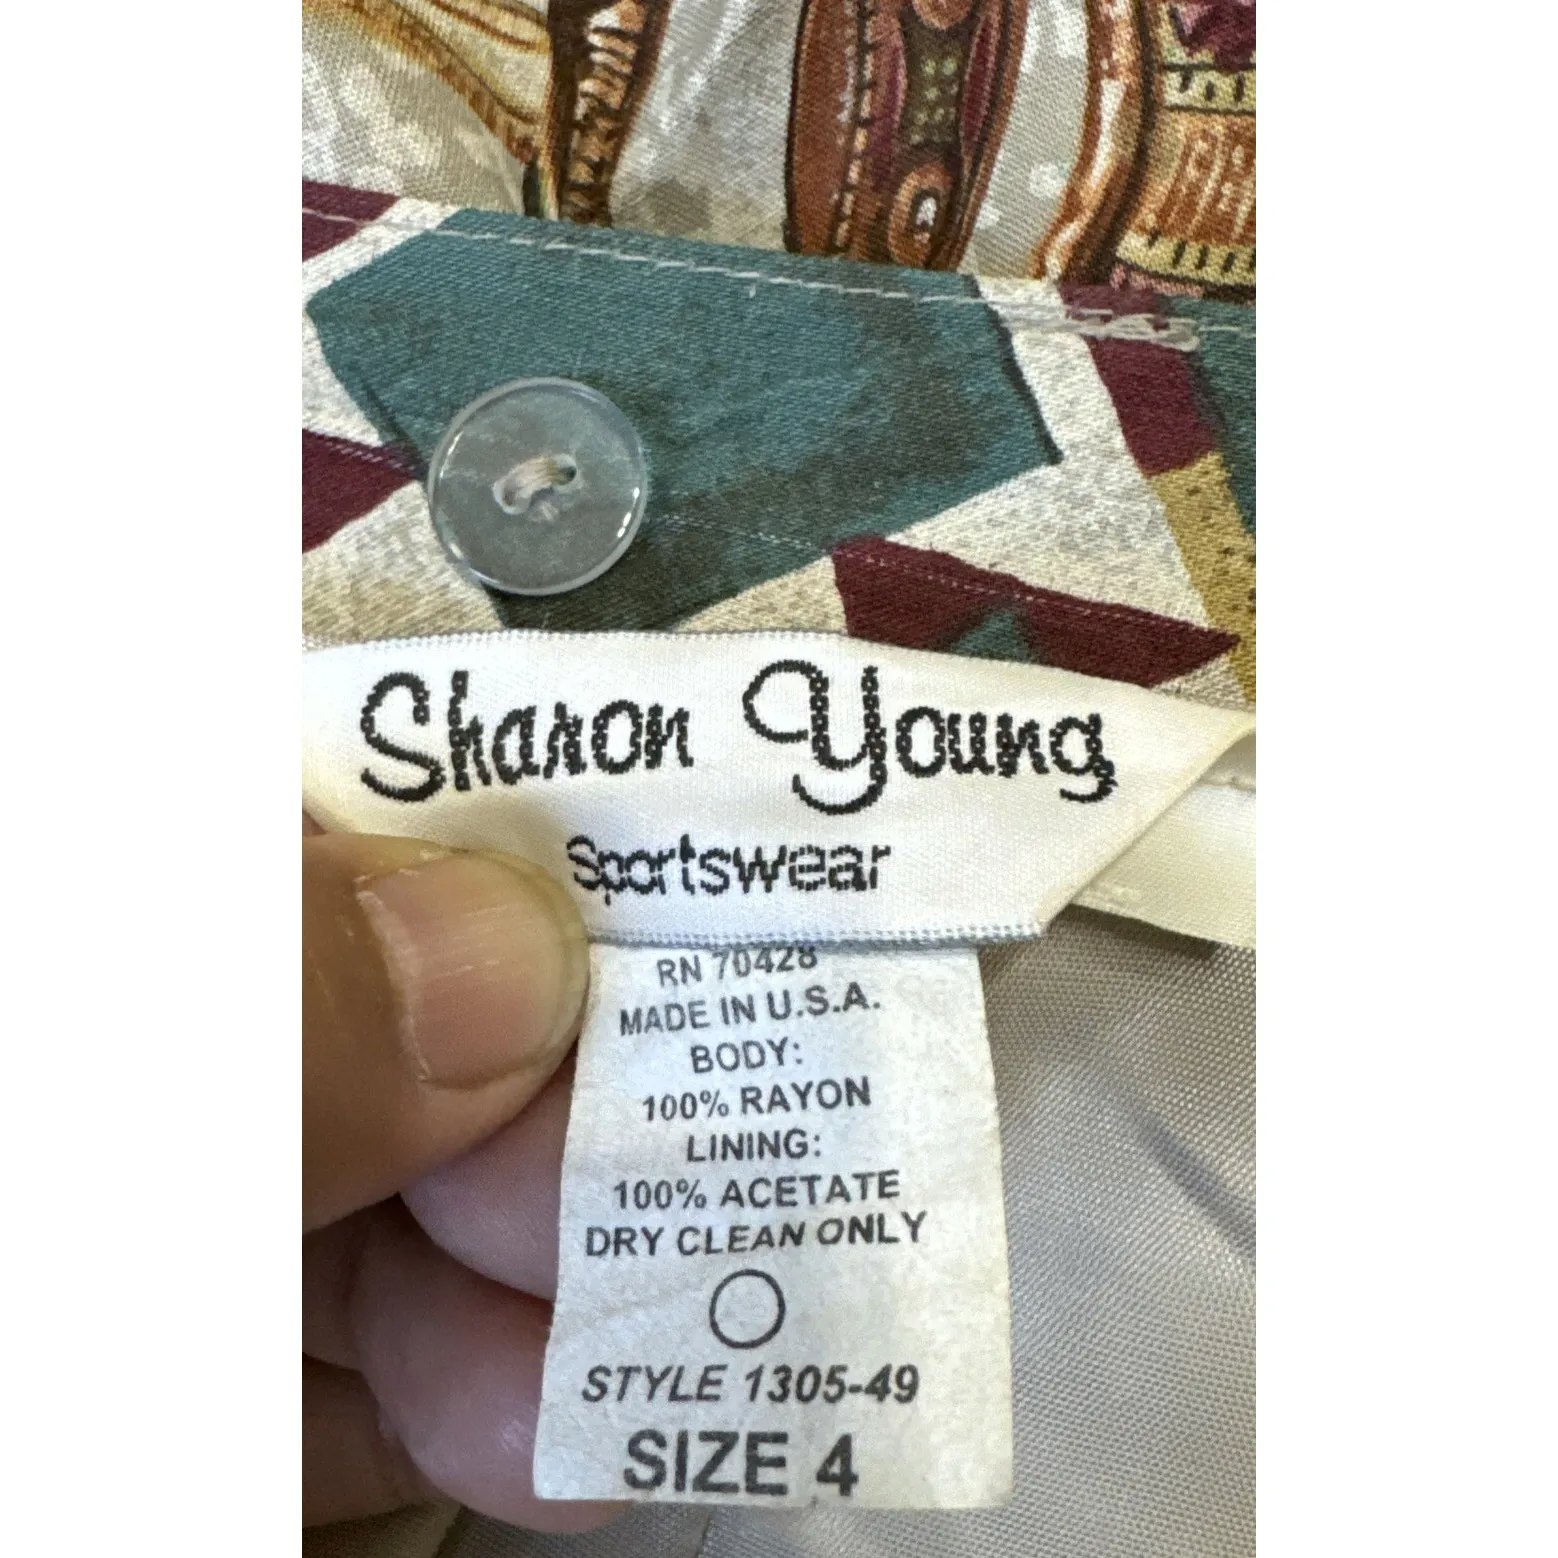 Sharon Young
Sportswear
RN 70428
MADE IN U.S.A.
BODY:
100% RAYON
LINING:
100% ACETATE
DRY CLEAN ONLY
STYLE 1305-49
SIZE 4